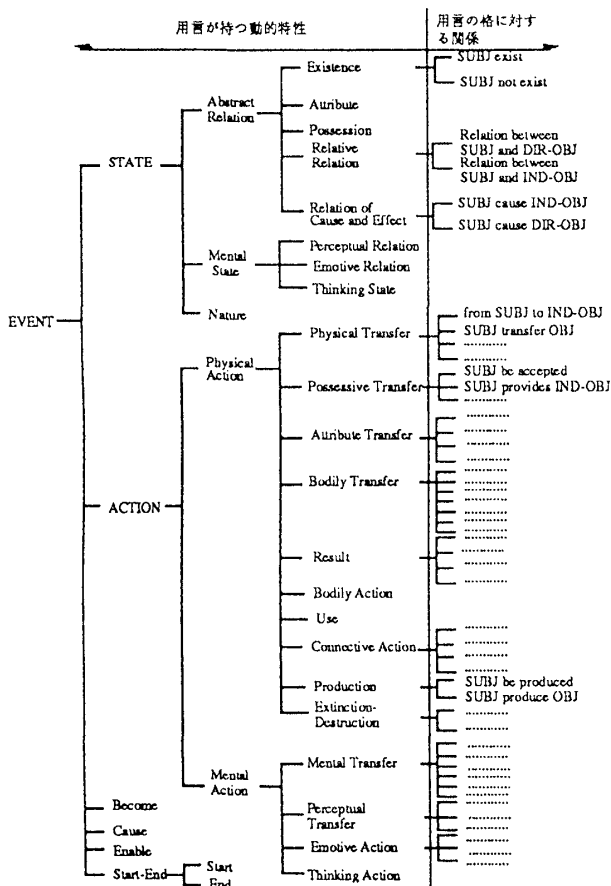 用言が持つ動的特性
用言の格に対す
る関係
EVENT
STATE
Abstract
Relation
Existence
SUBJ exist
SUBJ not exist
Attribute
Possession
Relative
Relation
Relation between
SUBJ and DIR-OBJ
Relation between
SUBJ and IND-OBJ
Relation of
Cause and Effect
SUBJ cause IND-OBJ
SUBJ cause DIR-OBJ
Mental
State
Perceptual Relation
Emotive Relation
Thinking State
Nature
ACTION
Physical
Action
Physical Transfer
from SUBJ to IND-OBJ
SUBJ transfer OBJ
Possessive Transfer
SUBJ be accepted
SUBJ provides IND-OBJ
Attribute Transfer
Bodily Transfer
Result
Bodily Action
Use
Connective Action
Production
SUBJ be produced
SUBJ produce OBJ
Extinction-
Destruction
Mental
Action
Mental Transfer
Perceptual
Transfer
Emotive Action
Thinking Action
Become
Cause
Enable
Start-End
Start
End